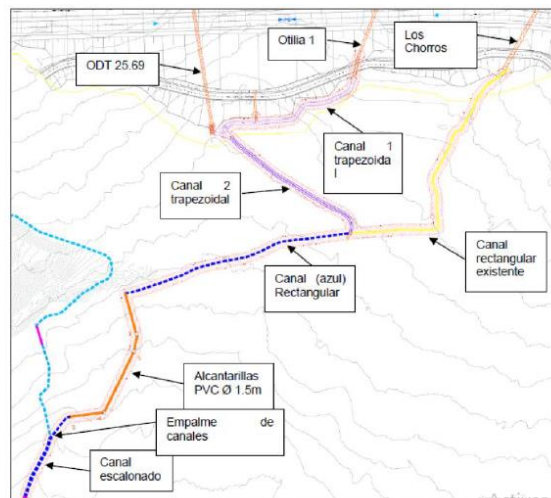 Otilia 1
Los
Chorros
ODT 25.69
Canal 1
trapezoida
l
Canal 2
trapezoidal
Canal
rectangular
existente
Canal (azul)
Rectangular
Alcantarillas
PVC Ø 1.5m
Empalme de
canales
Canal
escalonado